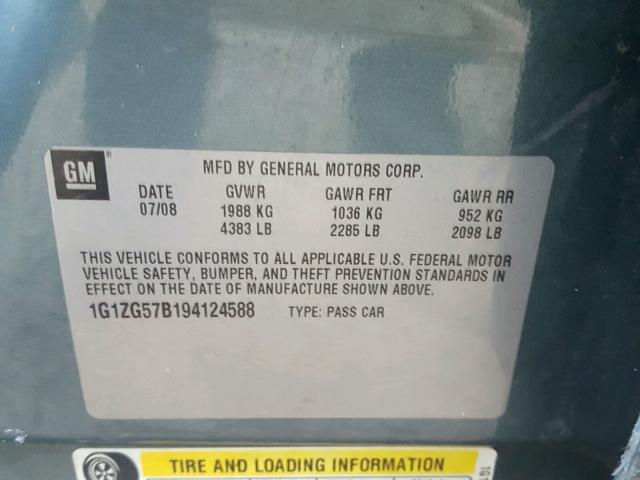 GM
MFD BY GENERAL MOTORS CORP.
DATE GVWR GAWR FRT GAWR RR
07/08 1988 KG 1036 KG 952 KG
4383 LB 2285 LB 2098 LB
THIS VEHICLE CONFORMS TO ALL APPLICABLE U.S. FEDERAL MOTOR
VEHICLE SAFETY, BUMPER, AND THEFT PREVENTION STANDARDS IN
EFFECT ON THE DATE OF MANUFACTURE SHOWN ABOVE.
1G1ZG57B194124588 TYPE: PASS CAR
TIRE AND LOADING INFORMATION